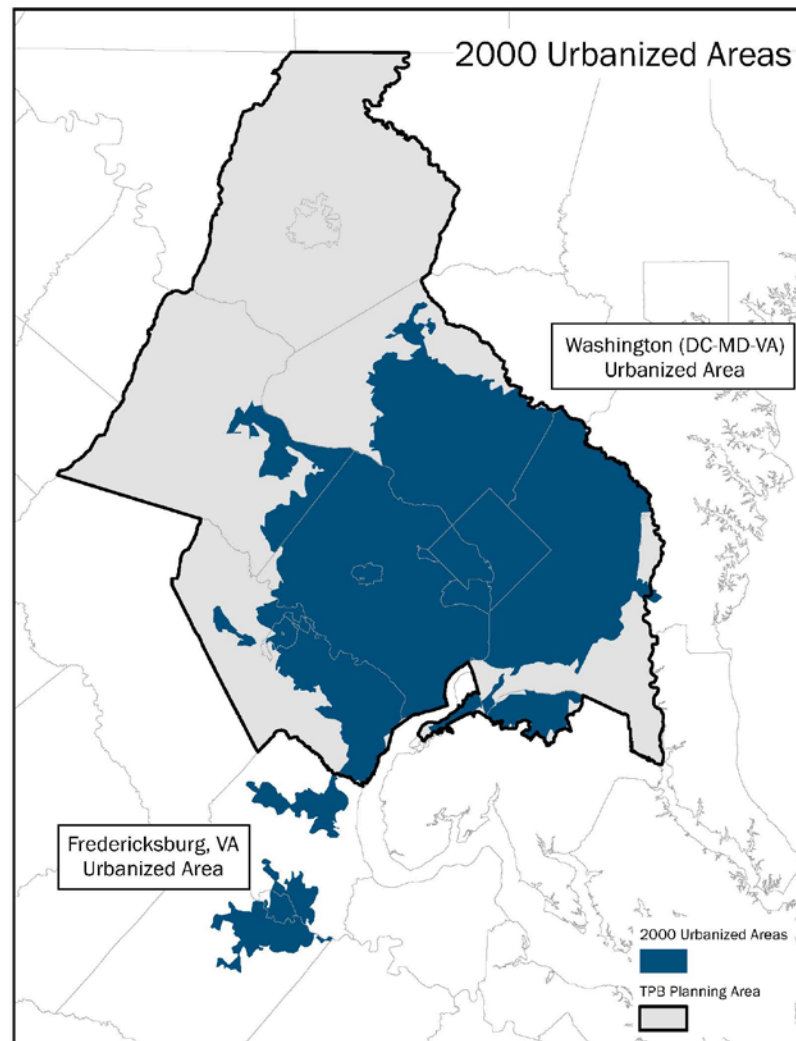 2000 Urbanized Areas
Washington (DC-MD-VA)
Urbanized Area
Fredericksburg, VA
Urbanized Area
2000 Urbanized Areas
TPB Planning Area